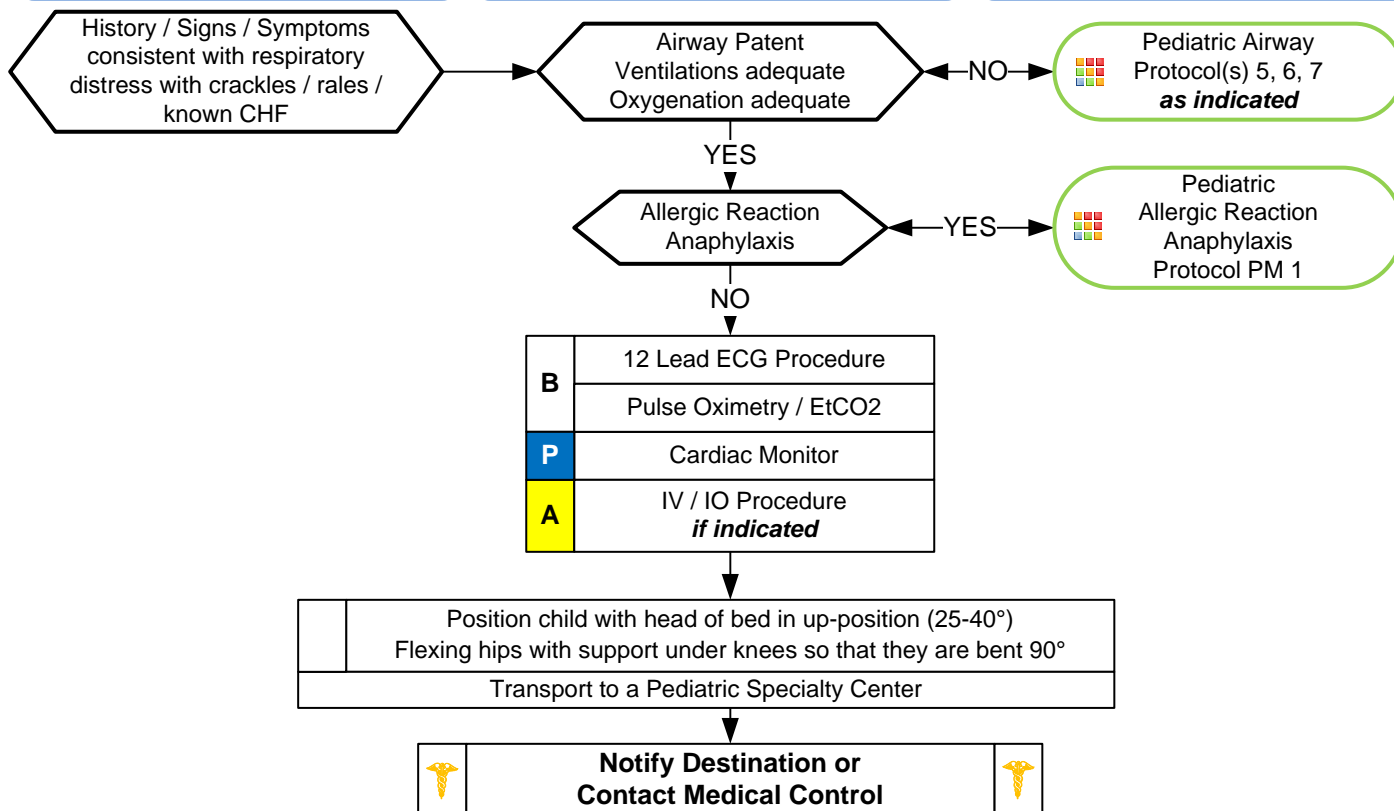 History / Signs / Symptoms
consistent with respiratory
distress with crackles / rales /
known CHF
Airway Patent
Ventilations adequate
Oxygenation adequate
NO
Pediatric Airway
Protocol(s) 5, 6, 7
as indicated
YES
Allergic Reaction
Anaphylaxis
YES
Pediatric
Allergic Reaction
Anaphylaxis
Protocol PM 1
NO
B
12 Lead ECG Procedure
Pulse Oximetry / EtCO2
P
Cardiac Monitor
A
IV / IO Procedure
if indicated
Position child with head of bed in up-position (25-40°)
Flexing hips with support under knees so that they are bent 90°
Transport to a Pediatric Specialty Center
Notify Destination or
Contact Medical Control